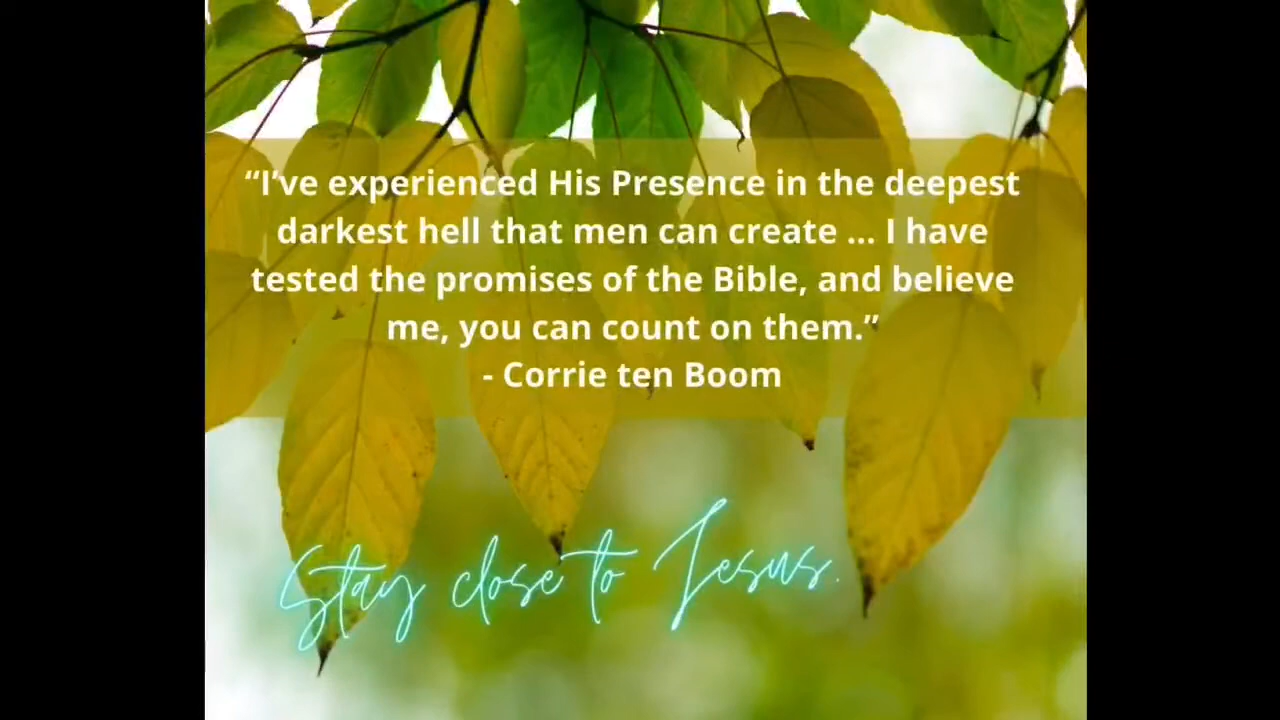 “I’ve experienced His Presence in the deepest
darkest hell that men can create ... I have
tested the promises of the Bible, and believe
me, you can count on them.”
- Corrie ten Boom
Stay close to Jesus.